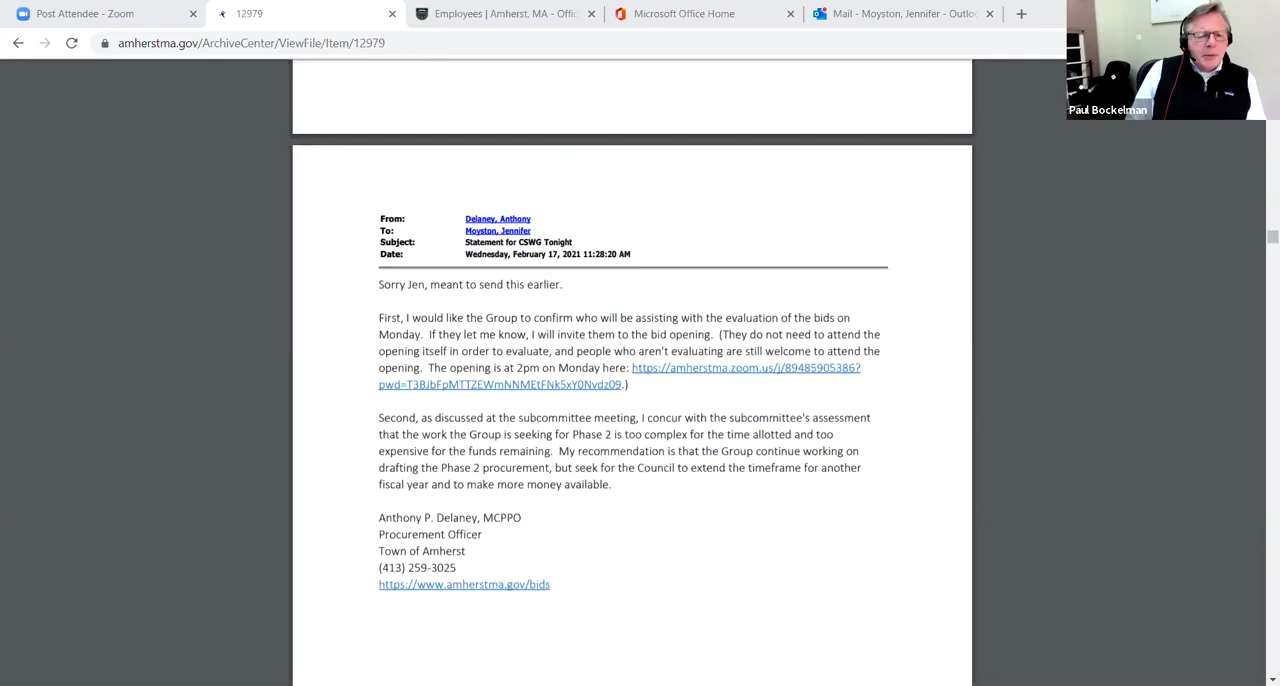 Post Attendee - Zoom
12979
Employees | Amherst, MA - Offic
Microsoft Office Home
Mail - Moyston, Jennifer - Outloo
amherstma.gov/ArchiveCenter/ViewFile/Item/12979
Paul Bockelman
From: Delaney, Anthony
To: Moyston, Jennifer
Subject: Statement for CSWG Tonight
Date: Wednesday, February 17, 2021 11:28:20 AM
Sorry Jen, meant to send this earlier.
First, I would like the Group to confirm who will be assisting with the evaluation of the bids on
Monday.  If they let me know, I will invite them to the bid opening.  (They do not need to attend the
opening itself in order to evaluate, and people who aren't evaluating are still welcome to attend the
opening.  The opening is at 2pm on Monday here: https://amherstma.zoom.us/j/89485905386?
pwd=T3BJbFpMTTZEWmNNMEtFNk5xY0Nvdz09.)
Second, as discussed at the subcommittee meeting, I concur with the subcommittee's assessment
that the work the Group is seeking for Phase 2 is too complex for the time allotted and too
expensive for the funds remaining.  My recommendation is that the Group continue working on
drafting the Phase 2 procurement, but seek for the Council to extend the timeframe for another
fiscal year and to make more money available.
Anthony P. Delaney, MCPPO
Procurement Officer
Town of Amherst
(413) 259-3025
https://www.amherstma.gov/bids